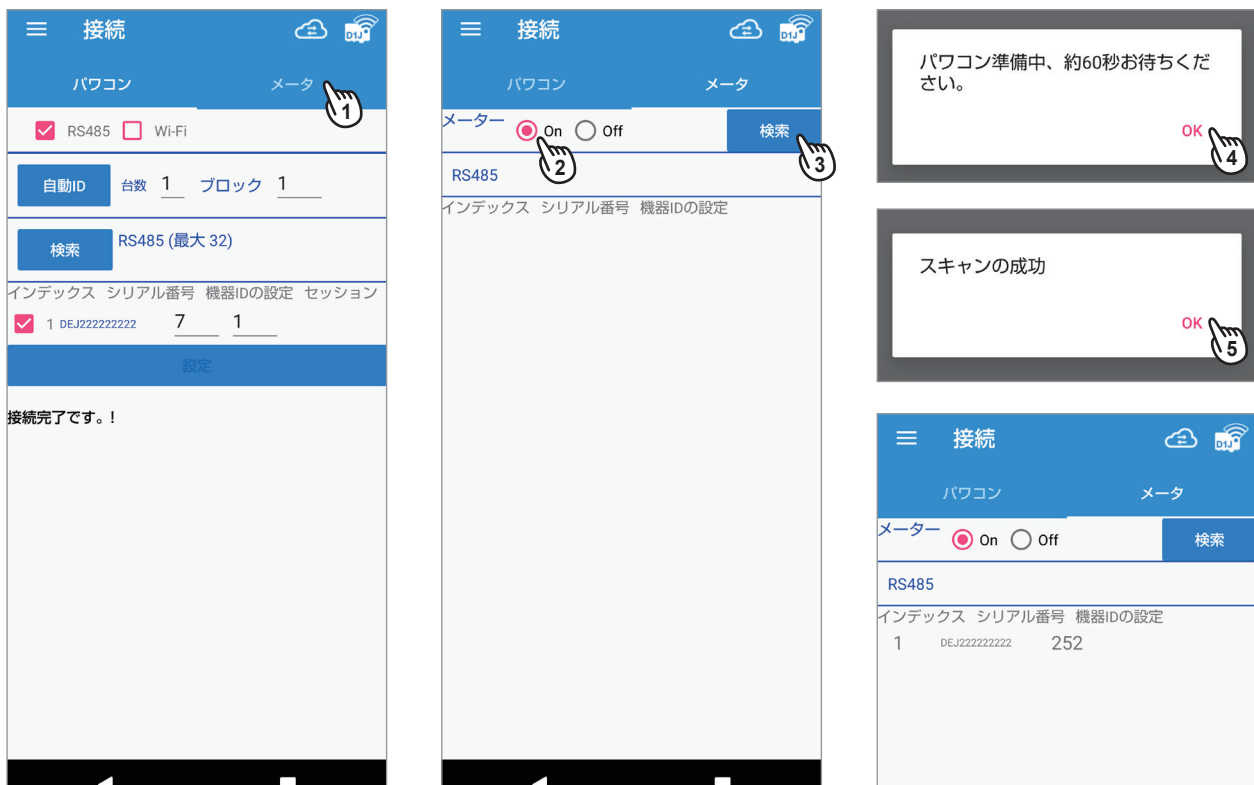 接続
D1J
パワコン メータ
1
RS485 Wi-Fi
自動ID 台数 1 ブロック 1
検索 RS485 (最大 32)
インデックス シリアル番号 機器IDの設定 セッション
1 DEJ222222222 7 1
設定
接続完了です。!
接続
D1J
パワコン メータ
メーター On Off 検索
2
3
RS485
インデックス シリアル番号 機器IDの設定
パワコン準備中、約60秒お待ちくだ
さい。
OK
4
スキャンの成功
OK
5
接続
D1J
パワコン メータ
メーター On Off 検索
RS485
インデックス シリアル番号 機器IDの設定
1 DEJ222222222 252